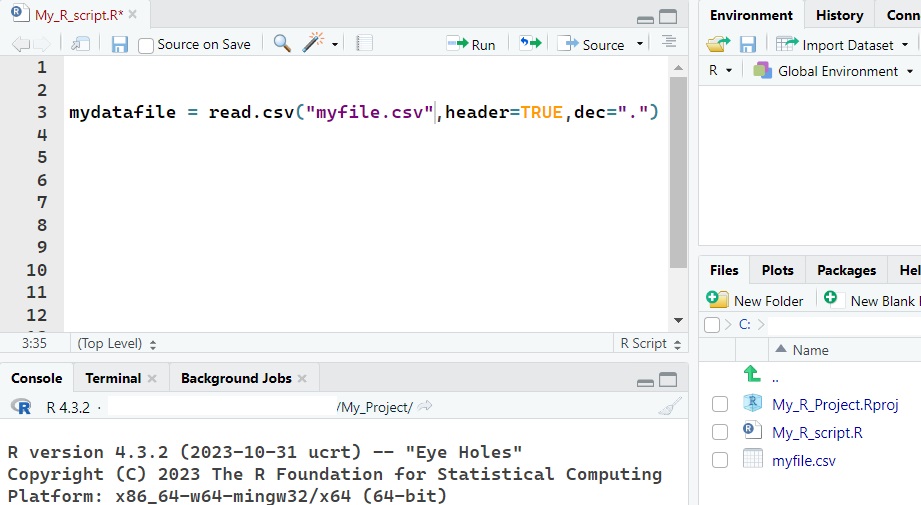 My_R_script.R*
Source on Save
Run
Source
1
2
3 mydatafile = read.csv("myfile.csv",header=TRUE,dec=".")
4
5
6
7
8
9
10
11
12
3:35 (Top Level) R Script
Console Terminal Background Jobs
R 4.3.2 · /My_Project/
R version 4.3.2 (2023-10-31 ucrt) -- "Eye Holes"
Copyright (C) 2023 The R Foundation for Statistical Computing
Platform: x86_64-w64-mingw32/x64 (64-bit)
Environment History Conn
Import Dataset
R Global Environment
Files Plots Packages Hel
New Folder New Blank
C:
Name
..
My_R_Project.Rproj
My_R_script.R
myfile.csv